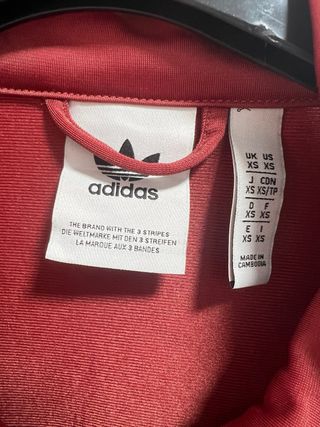 adidas
THE BRAND WITH THE 3 STRIPES
DIE WELTMARKE MIT DEN 3 STREIFEN
LA MARQUE AUX 3 BANDES
UK US
XS XS
J CDN
XS XS/TP
D F
XS XS
E I
XS XS
MADE IN
CAMBODIA